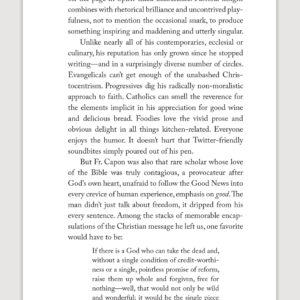 combines with rhetorical brilliance and uncontrived play-
fulness, not to mention the occasional snark, to produce
something inspiring and maddening and utterly singular.
Unlike nearly all of his contemporaries, ecclesial or
culinary, his reputation has only grown since he stopped
writing—and in a surprisingly diverse number of circles.
Evangelicals can't get enough of the unabashed Chris-
tocentrism. Progressives dig his radically non-moralistic
approach to faith. Catholics can smell the reverence for
the elements implicit in his appreciation for good wine
and delicious bread. Foodies love the vivid prose and
obvious delight in all things kitchen-related. Everyone
enjoys the humor. It doesn't hurt that Twitter-friendly
soundbites simply poured out of his pen.
But Fr. Capon was also that rare scholar whose love
of the Bible was truly contagious, a provocateur after
God's own heart, unafraid to follow the Good News into
every crevice of human experience, emphasis on good. The
man didn't just talk about freedom, it dripped from his
every sentence. Among the stacks of memorable encap-
sulations of the Christian message he left us, one favorite
would have to be:
If there is a God who can take the dead and,
without a single condition of credit-worthi-
ness or a single, pointless promise of reform,
raise them up whole and forgiven, free for
nothing—well, that would not only be wild
and wonderful; it would be the single piece